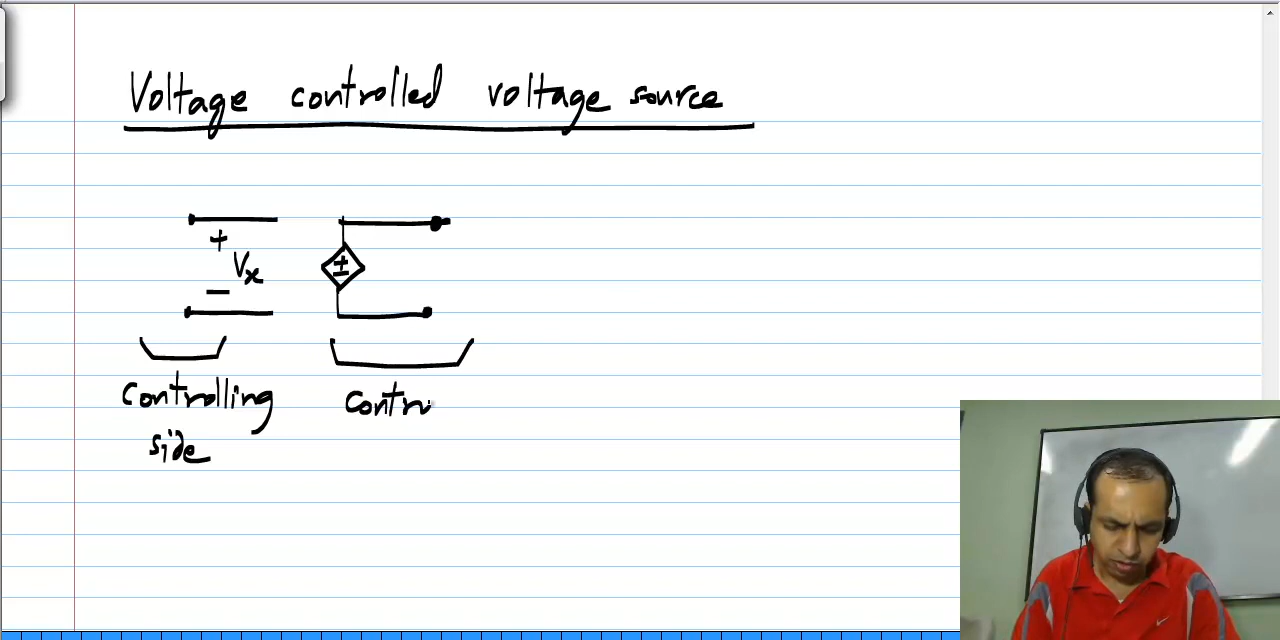 Voltage controlled voltage source
+
Vx
−
±
Controlling contr
side